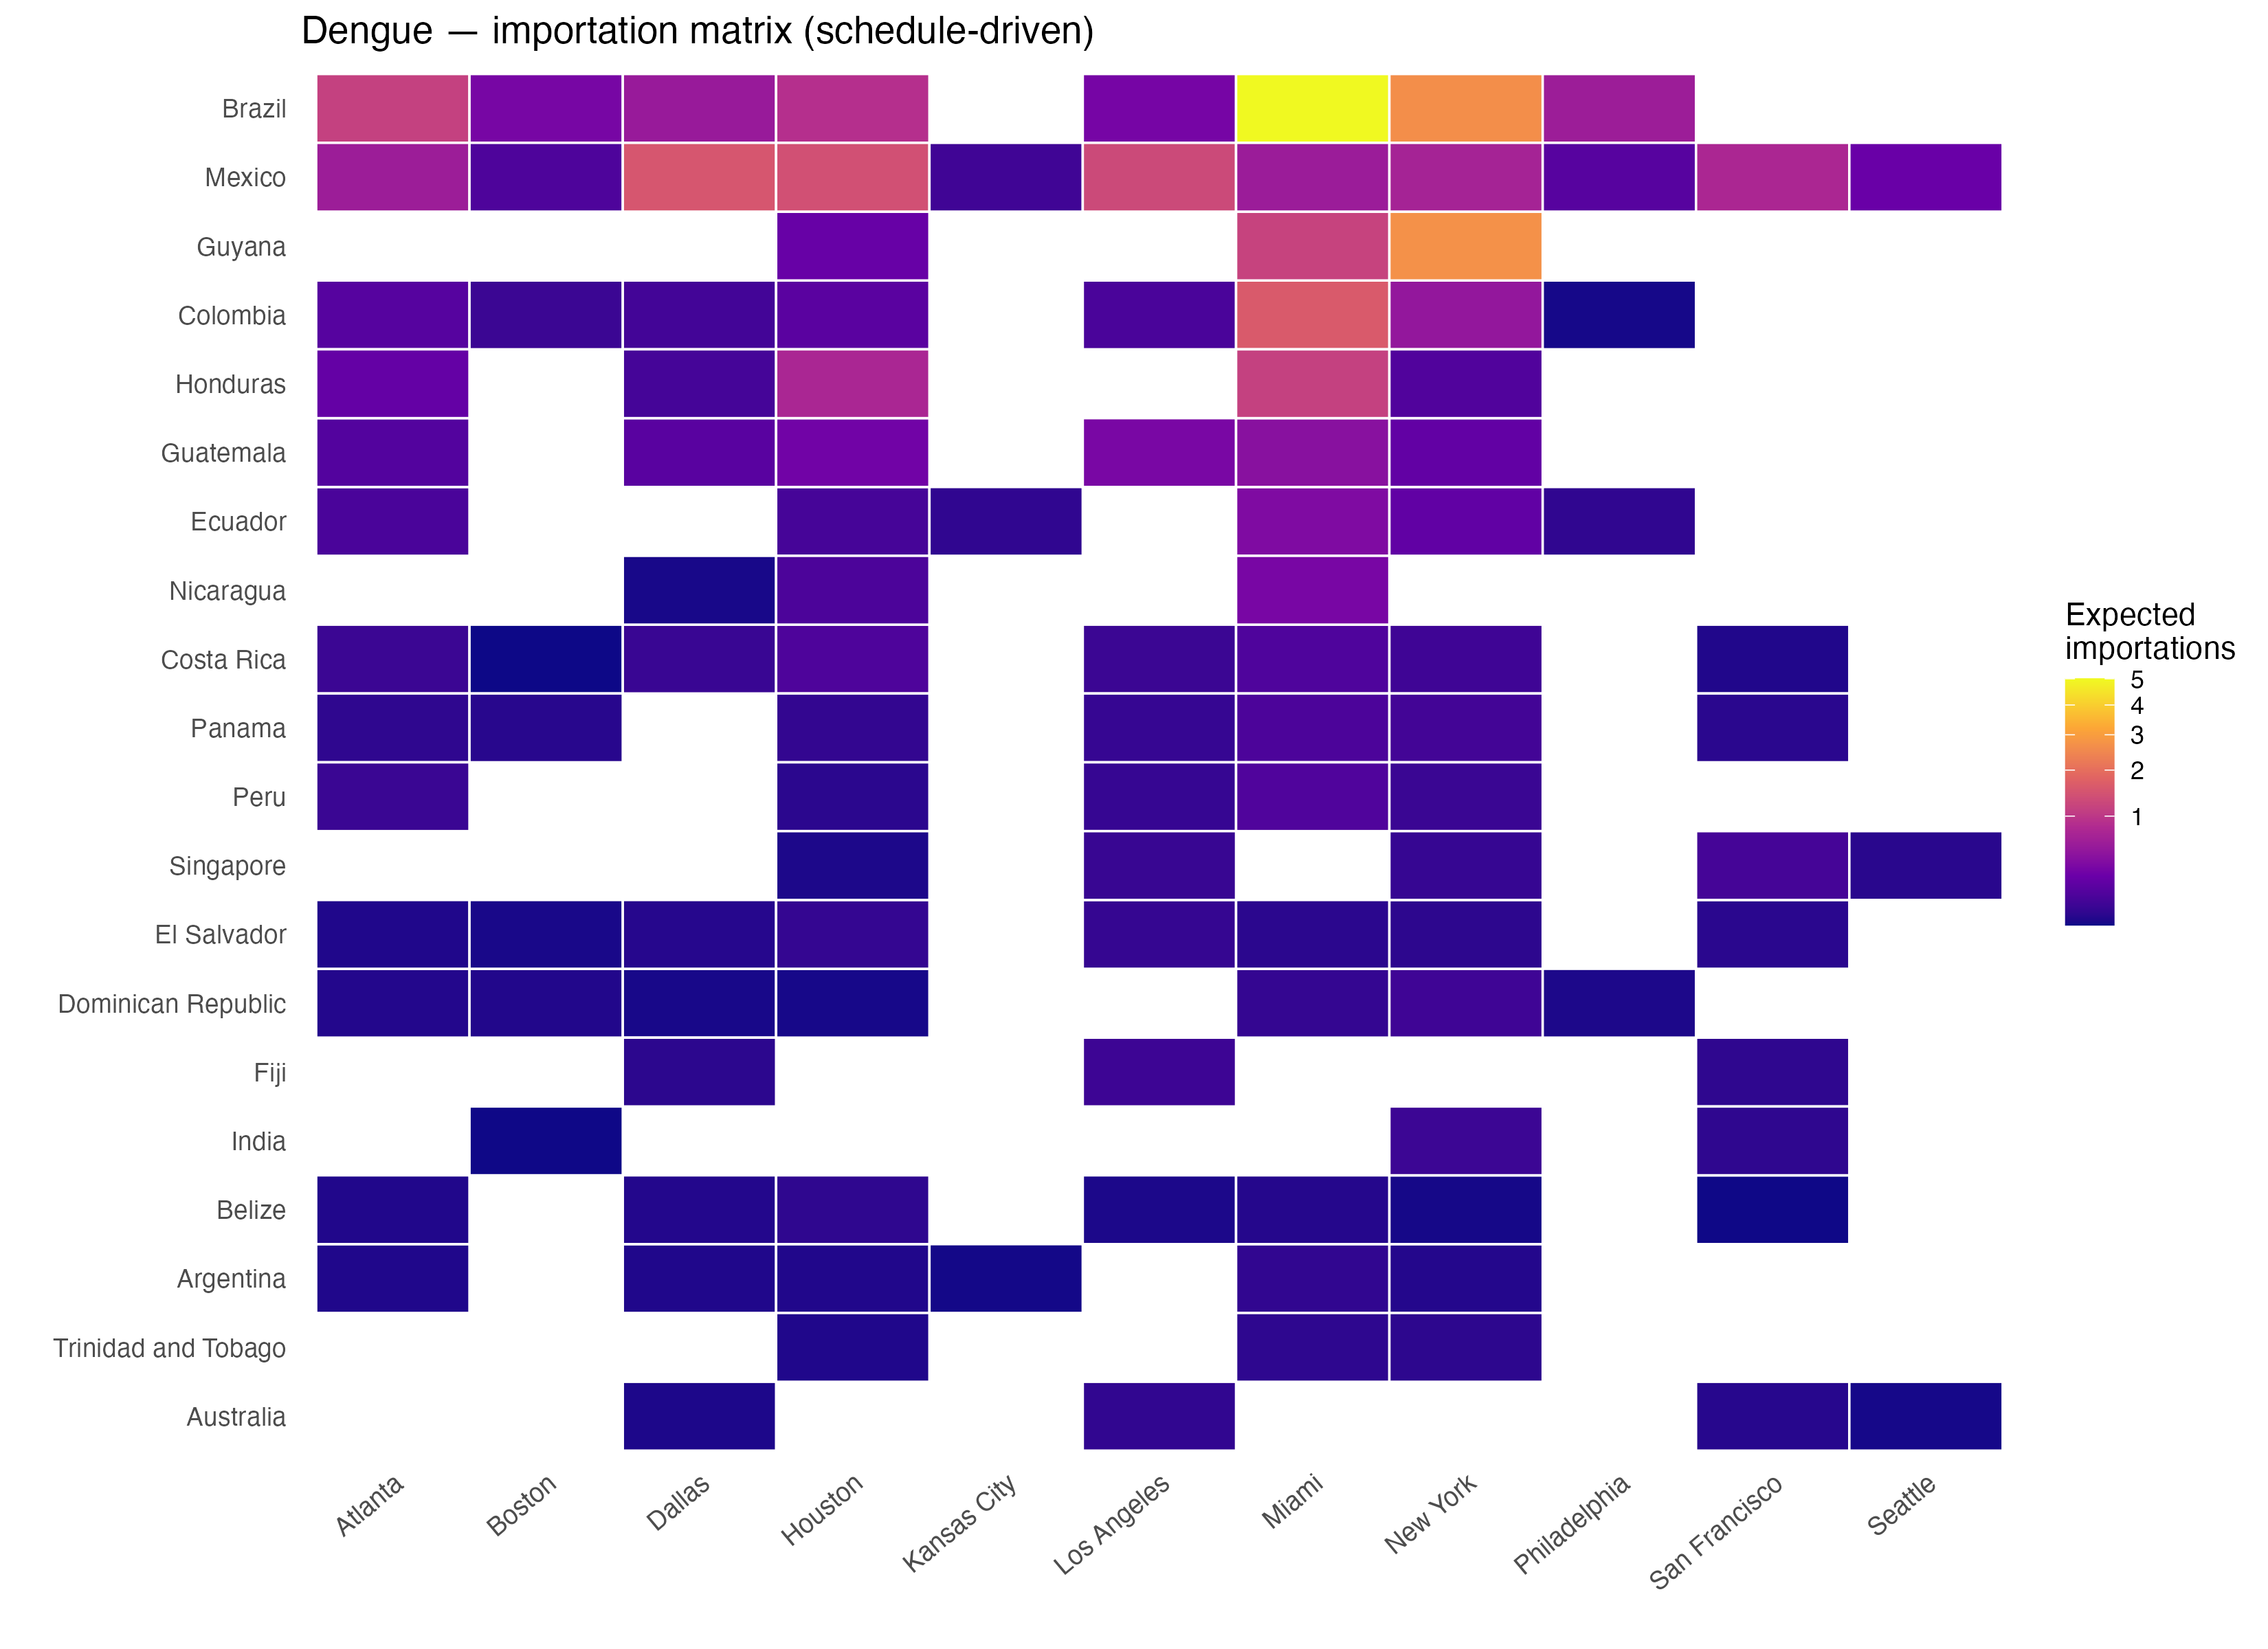 Dengue — importation matrix (schedule-driven)
Brazil
Mexico
Guyana
Colombia
Honduras
Guatemala
Ecuador
Nicaragua
Costa Rica
Panama
Peru
Singapore
El Salvador
Dominican Republic
Fiji
India
Belize
Argentina
Trinidad and Tobago
Australia
Atlanta
Boston
Dallas
Houston
Kansas City
Los Angeles
Miami
New York
Philadelphia
San Francisco
Seattle
Expected
importations
5
4
3
2
1